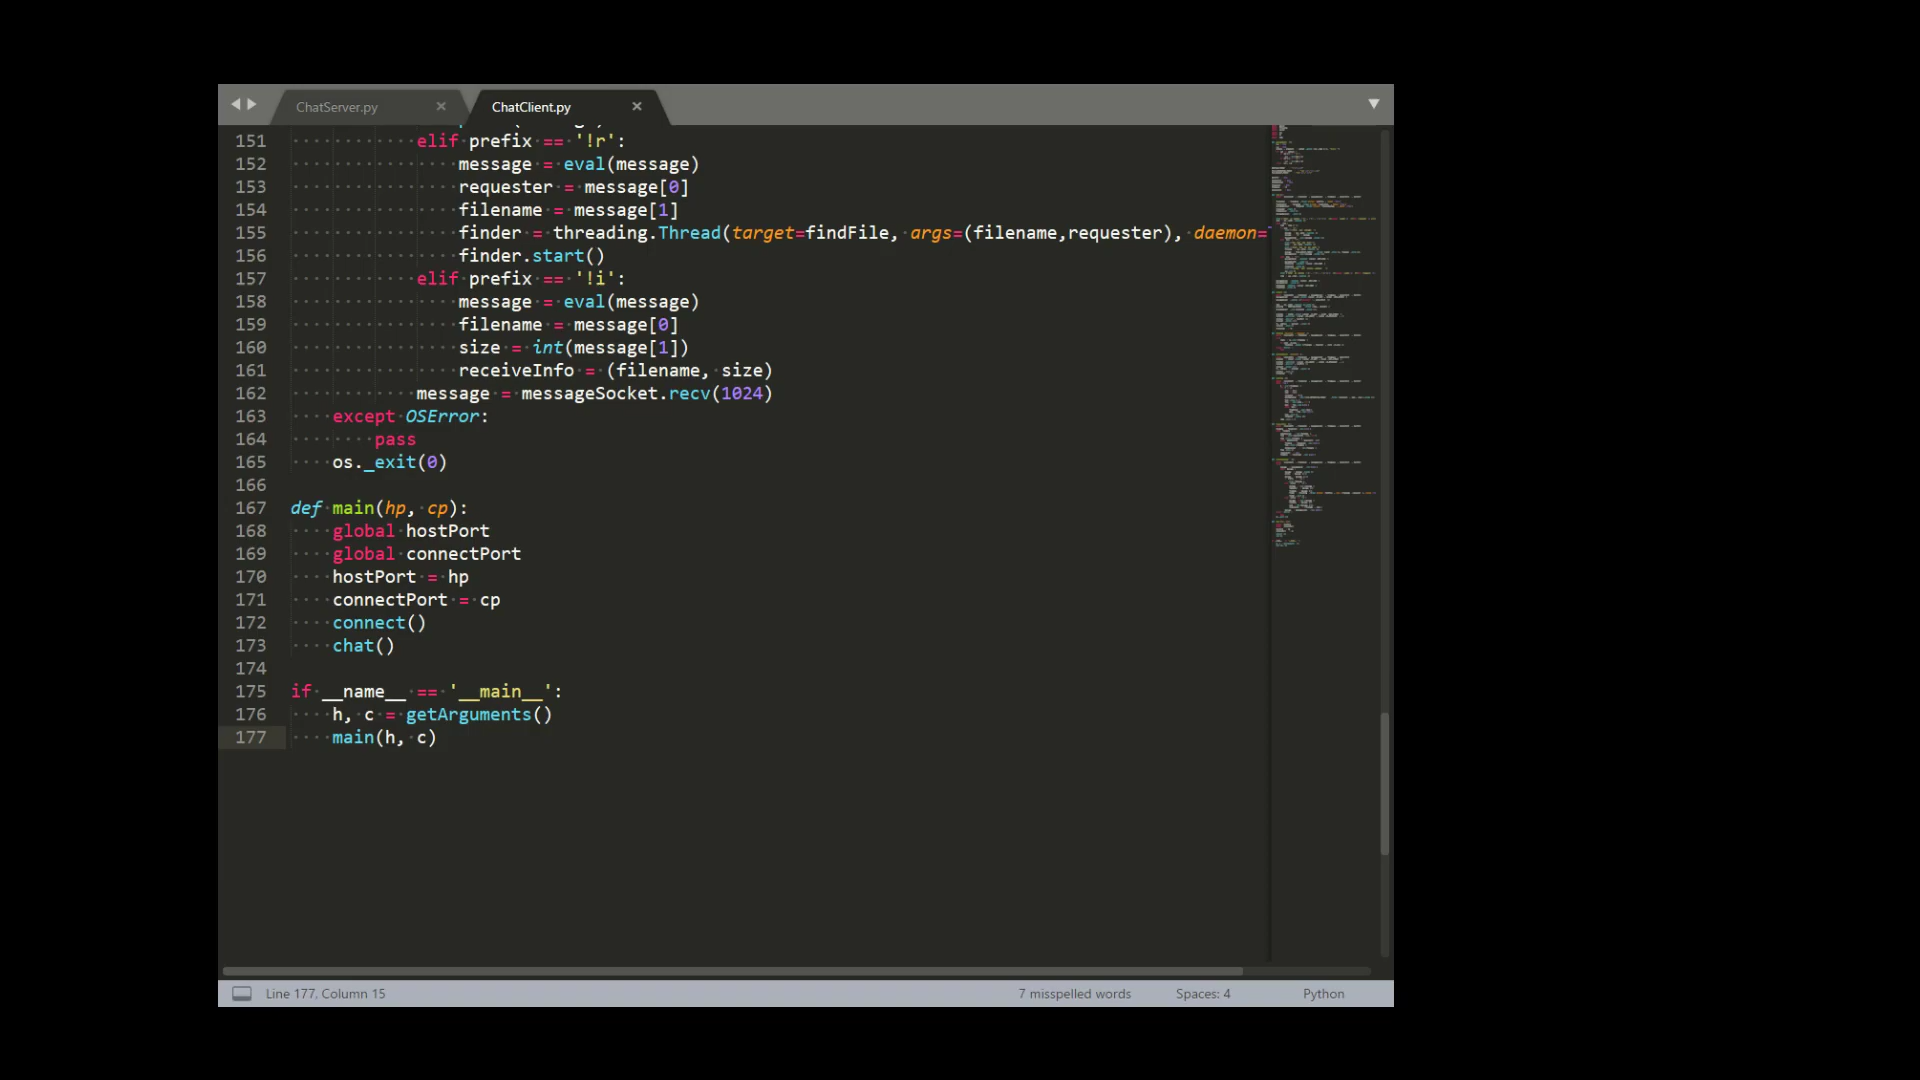 ChatServer.py ChatClient.py
151 elif prefix == '!r':
152 message = eval(message)
153 requester = message[0]
154 filename = message[1]
155 finder = threading.Thread(target=findFile, args=(filename,requester), daemon=
156 finder.start()
157 elif prefix == '!i':
158 message = eval(message)
159 filename = message[0]
160 size = int(message[1])
161 receiveInfo = (filename, size)
162 message = messageSocket.recv(1024)
163 except OSError:
164 pass
165 os._exit(0)
166
167 def main(hp, cp):
168 global hostPort
169 global connectPort
170 hostPort = hp
171 connectPort = cp
172 connect()
173 chat()
174
175 if __name__ == '__main__':
176 h, c = getArguments()
177 main(h, c)
Line 177, Column 15 7 misspelled words Spaces: 4 Python